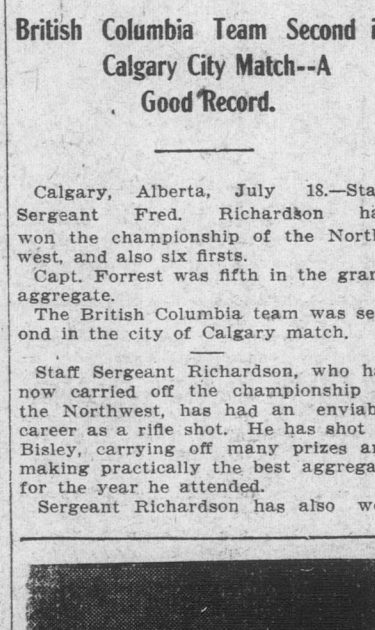 British Columbia Team Second i
Calgary City Match--A
Good Record.
Calgary, Alberta, July 18.—Sta
Sergeant Fred. Richardson ha
won the championship of the Nort
west, and also six firsts.
Capt. Forrest was fifth in the gran
aggregate.
The British Columbia team was se
ond in the city of Calgary match.
Staff Sergeant Richardson, who ha
now carried off the championship
the Northwest, has had an enviab
career as a rifle shot. He has shot
Bisley, carrying off many prizes an
making practically the best aggrega
for the year he attended.
Sergeant Richardson has also we